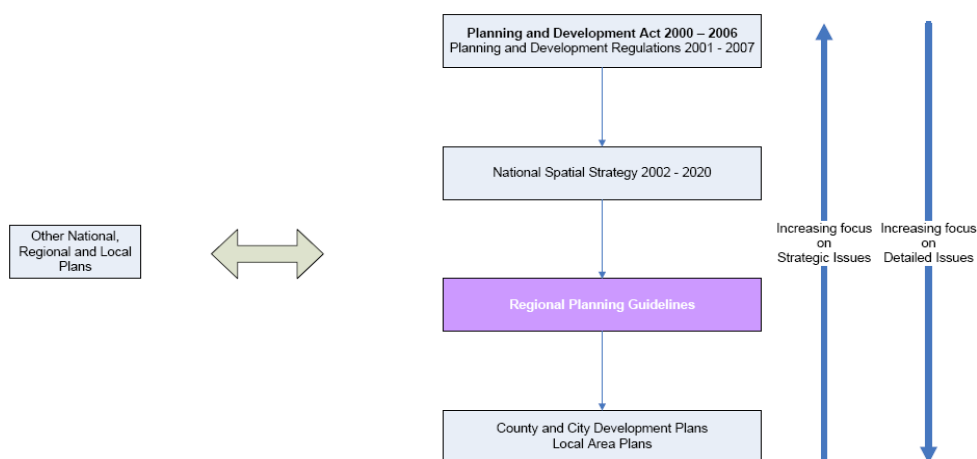 Planning and Development Act 2000 – 2006
Planning and Development Regulations 2001 - 2007
National Spatial Strategy 2002 - 2020
Other National,
Regional and Local
Plans
Increasing focus
on
Strategic Issues
Increasing focus
on
Detailed Issues
Regional Planning Guidelines
County and City Development Plans
Local Area Plans